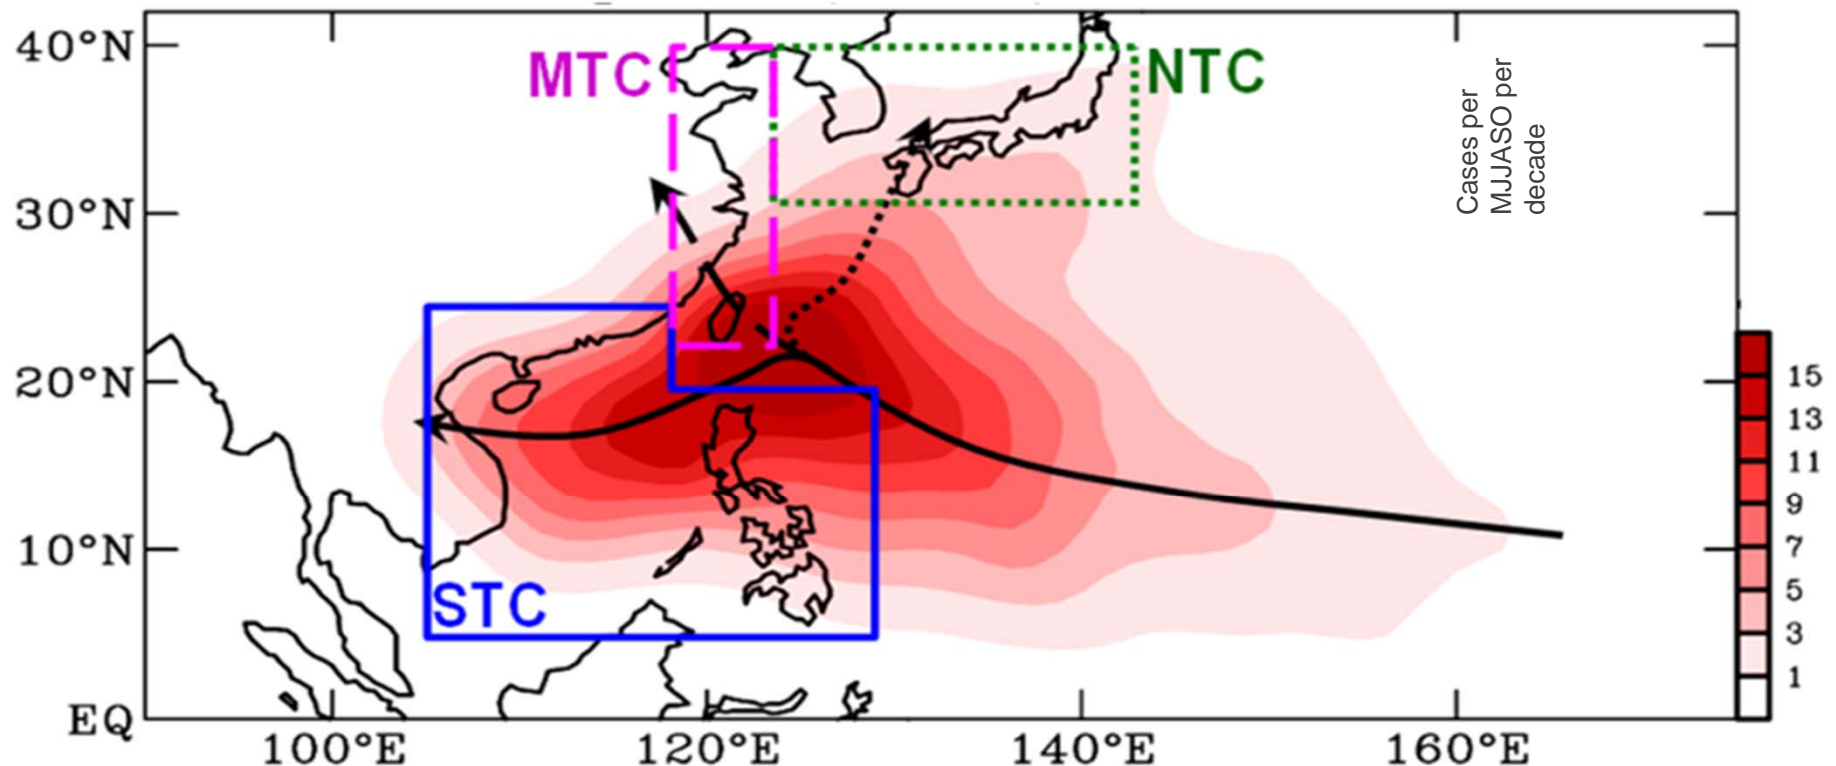 40°N
MTC
NTC
Cases per
MJJASO per
decade
30°N
20°N
15
13
11
10°N
9
7
5
STC
3
1
EQ
100°E
120°E
140°E
160°E